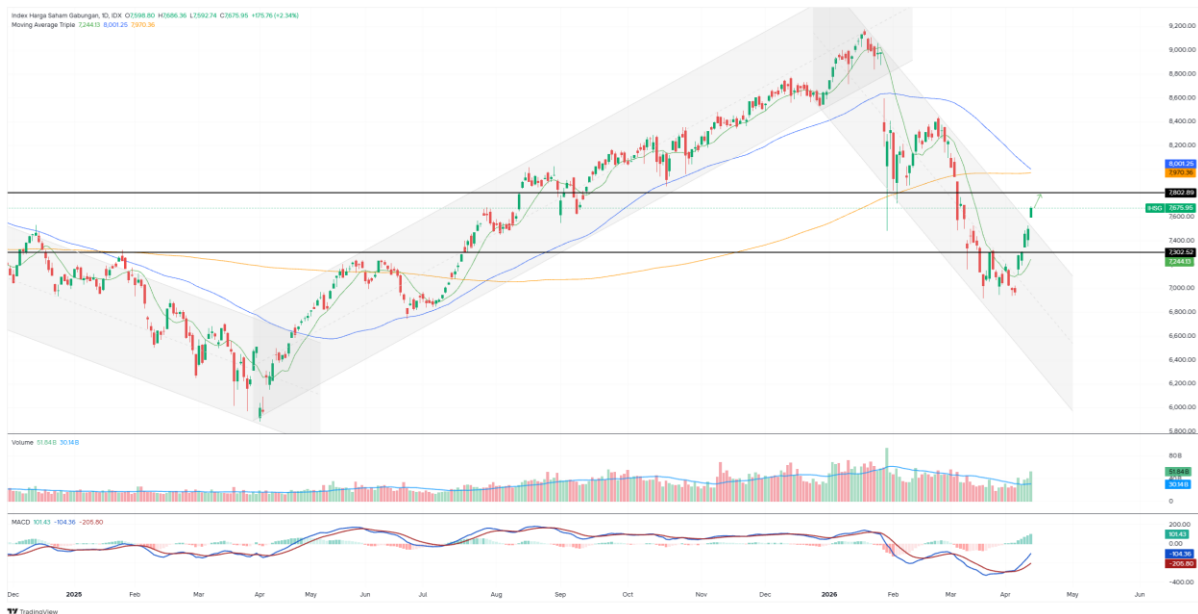 Index Harga Saham Gabungan, 1D, IDX O7,598.80 H7,686.36 L7,592.74 C7,675.95 +175.76 (+2.34%)
Moving Average Triple 7,244.13 8,001.25 7,970.36
9,200.00
9,000.00
8,800.00
8,600.00
8,400.00
8,200.00
8,001.25
7,970.36
7,802.89
IHSG 7,675.95
7,600.00
7,400.00
7,302.52
7,244.13
7,000.00
6,800.00
6,600.00
6,400.00
6,200.00
6,000.00
5,800.00
Volume 51.84B 30.14B
80B
51.84B
30.14B
0
MACD 101.43 -104.36 -205.80
200.00
101.43
0.00
-104.36
-205.80
-400.00
Dec 2025 Feb Mar Apr May Jun Jul Aug Sep Oct Nov Dec 2026 Feb Mar Apr May Jun
TradingView